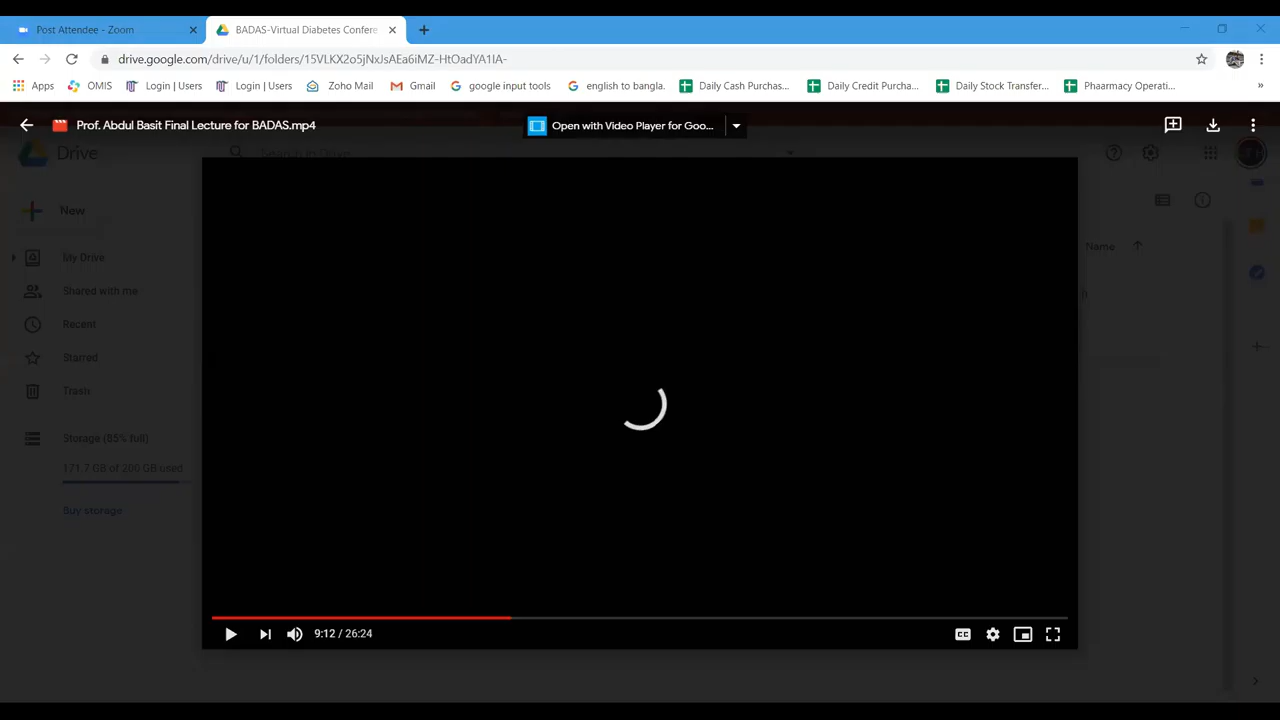 Post Attendee - Zoom
BADAS-Virtual Diabetes Confere
drive.google.com/drive/u/1/folders/15VLKX2o5jNxJsAEa6iMZ-HtOadYA1IA-
Apps OMIS Login | Users Login | Users Zoho Mail Gmail google input tools english to bangla. Daily Cash Purchas... Daily Credit Purcha... Daily Stock Transfer... Phaarmacy Operati... »
Prof. Abdul Basit Final Lecture for BADAS.mp4
Open with Video Player for Goo...
Drive
Search in Drive
New
Name
My Drive
Shared with me
Recent
Starred
Trash
Storage (85% full)
171.7 GB of 200 GB used
Buy storage
9:12 / 26:24
CC